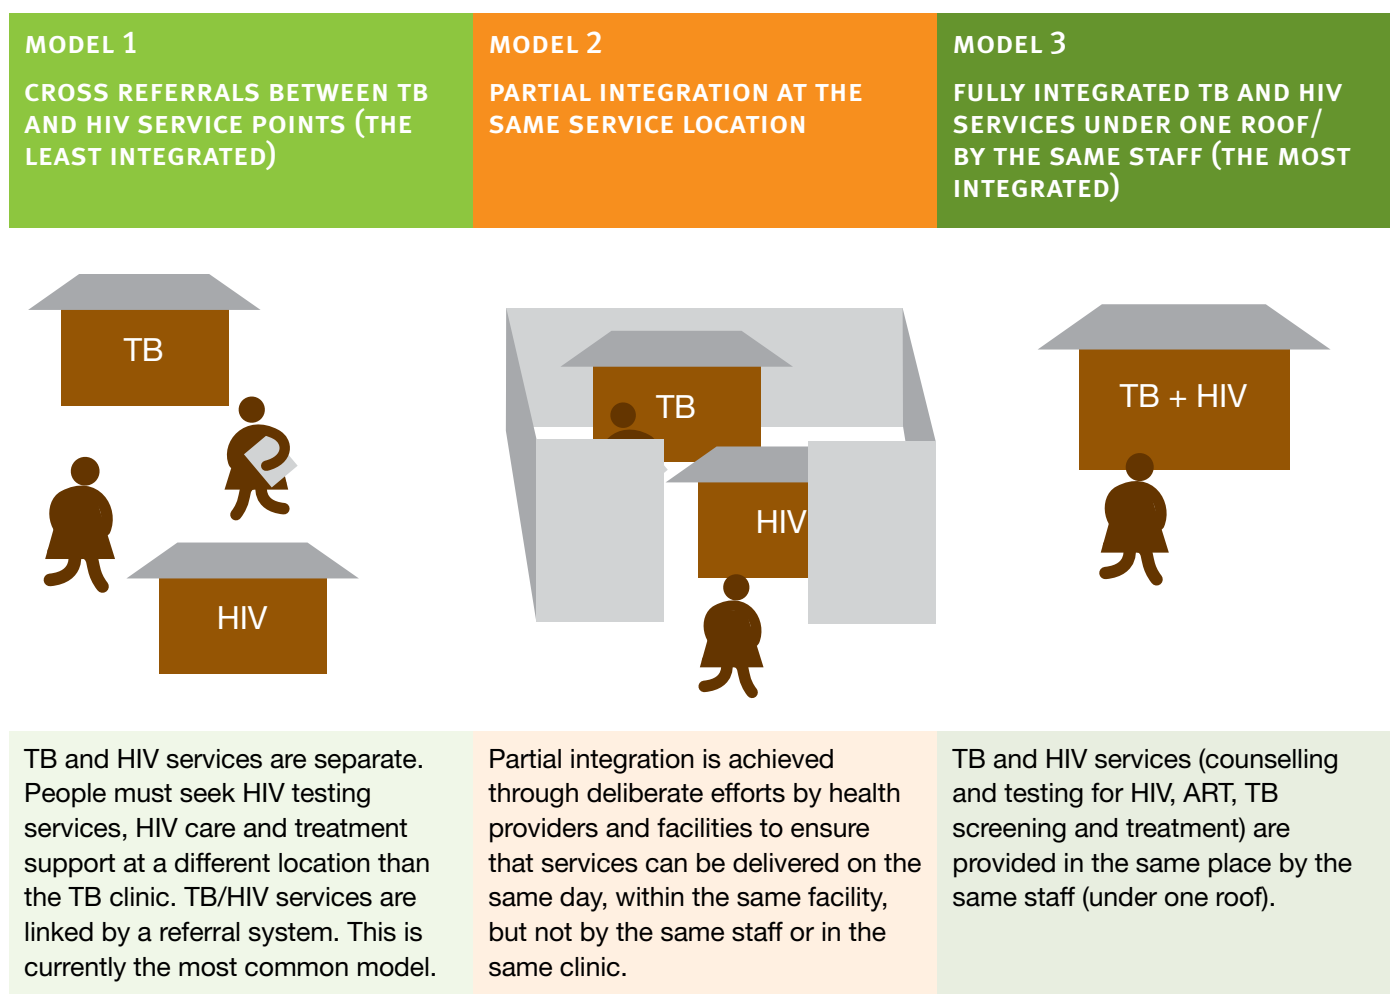 MODEL 1
CROSS REFERRALS BETWEEN TB
AND HIV SERVICE POINTS (THE
LEAST INTEGRATED)
MODEL 2
PARTIAL INTEGRATION AT THE
SAME SERVICE LOCATION
MODEL 3
FULLY INTEGRATED TB AND HIV
SERVICES UNDER ONE ROOF/
BY THE SAME STAFF (THE MOST
INTEGRATED)
TB
HIV
TB
HIV
TB + HIV
TB and HIV services are separate.
People must seek HIV testing
services, HIV care and treatment
support at a different location than
the TB clinic. TB/HIV services are
linked by a referral system. This is
currently the most common model.
Partial integration is achieved
through deliberate efforts by health
providers and facilities to ensure
that services can be delivered on the
same day, within the same facility,
but not by the same staff or in the
same clinic.
TB and HIV services (counselling
and testing for HIV, ART, TB
screening and treatment) are
provided in the same place by the
same staff (under one roof).